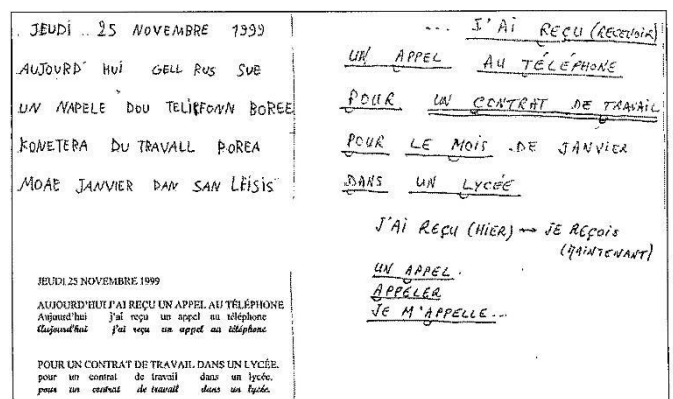 JEUDI .. 25 NOVEMBRE 1999
AUJOURD' HUI GELL RUS SUE
UN NAPELE DOU TELIFFONN BOREE
KONETERA DU TRAVALL POREA
MOAE JANVIER DAN SAN LEISIS
... J'AI REÇU (RECEVOIR)
UN APPEL AU TÉLÉPHONE
POUR UN CONTRAT DE TRAVAIL
POUR LE MOIS DE JANVIER
DANS UN LYCÉE
J'AI REÇU (HIER) → JE REÇOIS
(MAINTENANT)
UN APPEL.
APPELER
JE M'APPELLE...
JEUDI 25 NOVEMBRE 1999
AUJOURD'HUI J'AI REÇU UN APPEL AU TÉLÉPHONE
Aujourd'hui j'ai reçu un appel au téléphone
Aujourd'hui j'ai reçu un appel au téléphone
POUR UN CONTRAT DE TRAVAIL DANS UN LYCÉE.
pour un contrat de travail dans un lycée.
pour un contrat de travail dans un lycée.